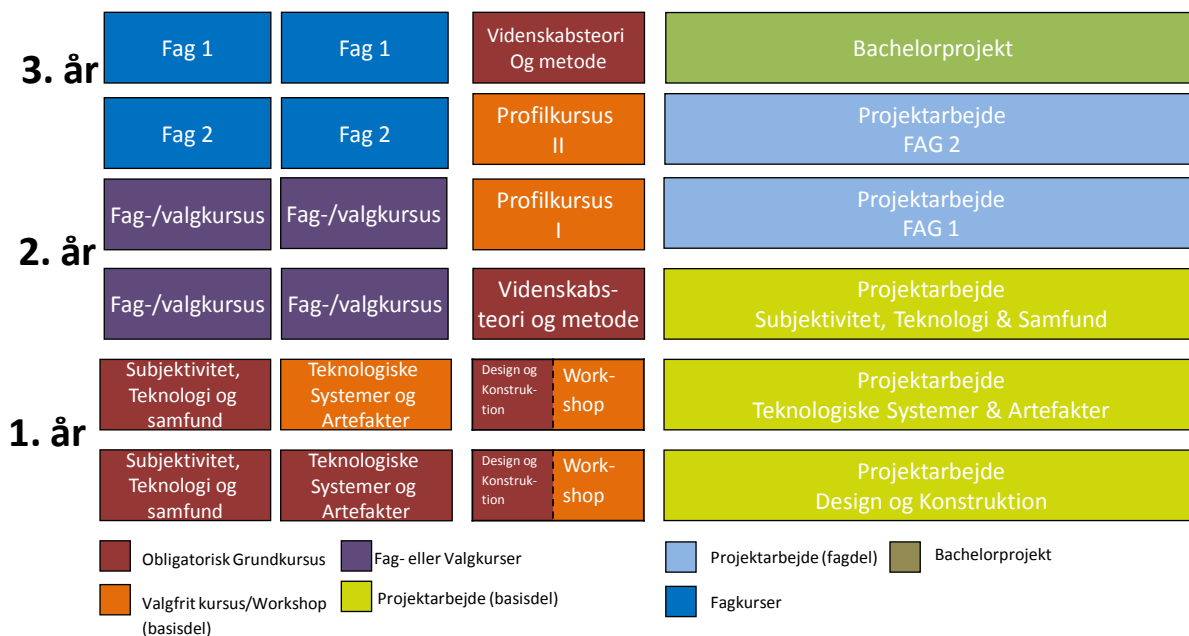 3. år
Fag 1
Fag 1
Videnskabsteori
Og metode
Bachelorprojekt
Fag 2
Fag 2
Profilkursus
II
Projektarbejde
FAG 2
2. år
Fag-/valgkursus
Fag-/valgkursus
Profilkursus
I
Projektarbejde
FAG 1
Fag-/valgkursus
Fag-/valgkursus
Videnskabs-
teori og metode
Projektarbejde
Subjektivitet, Teknologi & Samfund
1. år
Subjektivitet,
Teknologi og
samfund
Teknologiske
Systemer og
Artefakter
Design og
Konstruk-
tion
Work-
shop
Projektarbejde
Teknologiske Systemer & Artefakter
Subjektivitet,
Teknologi og
samfund
Teknologiske
Systemer og
Artefakter
Design og
Konstruk-
tion
Work-
shop
Projektarbejde
Design og Konstruktion
Obligatorisk Grundkursus
Fag- eller Valgkurser
Projektarbejde (fagdel)
Bachelorprojekt
Valgfrit kursus/Workshop
(basisdel)
Projektarbejde (basisdel)
Fagkurser